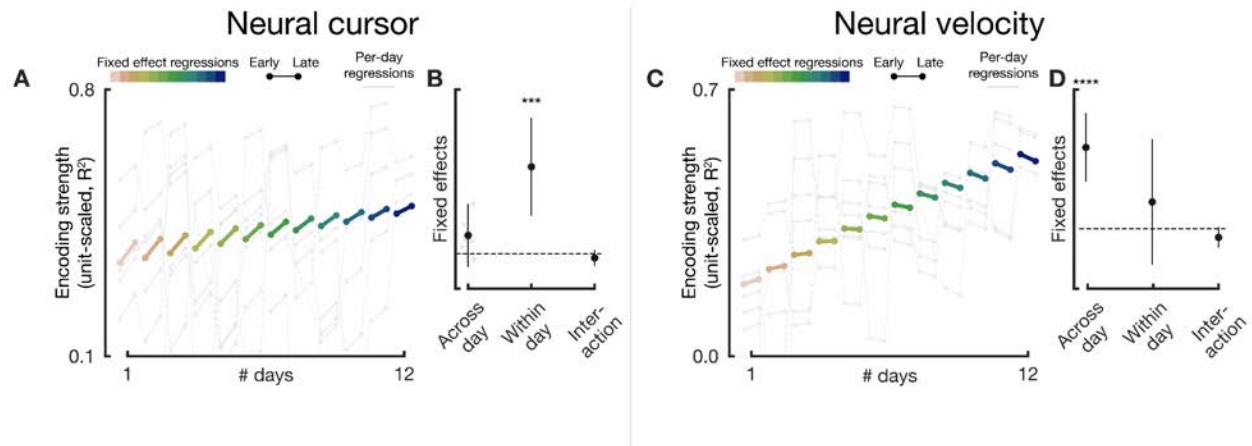 Neural cursor
A
Fixed effect regressions
Early
Late
Per-day
regressions
0.8
Encoding strength
(unit-scaled, R²)
0.1
1
# days
12
B
***
Fixed effects
Across
day
Within
day
Inter-
action
Neural velocity
C
Fixed effect regressions
Early
Late
Per-day
regressions
0.7
Encoding strength
(unit-scaled, R²)
0.0
1
# days
12
D
****
Fixed effects
Across
day
Within
day
Inter-
action